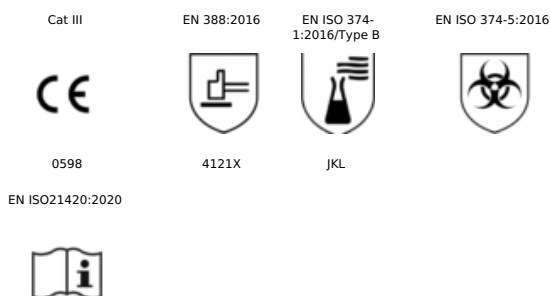 Cat III
EN 388:2016
EN ISO 374-
1:2016/Type B
EN ISO 374-5:2016
CE
0598
4121X
JKL
EN ISO21420:2020
i